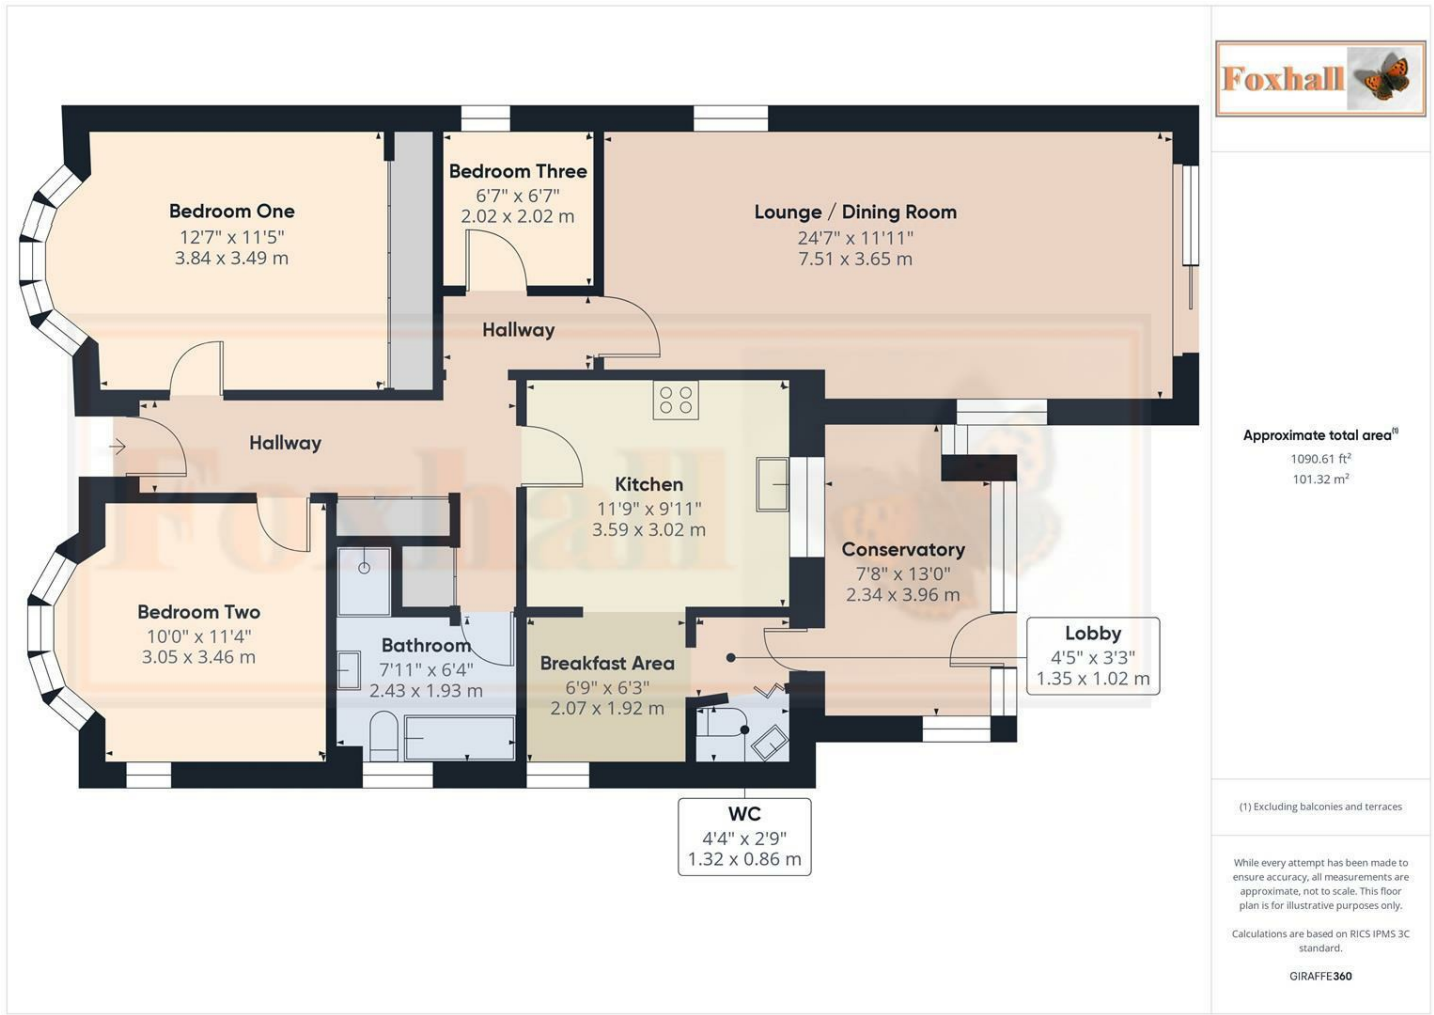 Foxhall
Bedroom One
12'7" x 11'5"
3.84 x 3.49 m
Bedroom Three
6'7" x 6'7"
2.02 x 2.02 m
Lounge / Dining Room
24'7" x 11'11"
7.51 x 3.65 m
Hallway
Hallway
Kitchen
11'9" x 9'11"
3.59 x 3.02 m
Conservatory
7'8" x 13'0"
2.34 x 3.96 m
Bedroom Two
10'0" x 11'4"
3.05 x 3.46 m
Bathroom
7'11" x 6'4"
2.43 x 1.93 m
Breakfast Area
6'9" x 6'3"
2.07 x 1.92 m
Lobby
4'5" x 3'3"
1.35 x 1.02 m
WC
4'4" x 2'9"
1.32 x 0.86 m
Foxhall
Approximate total area(1)
1090.61 ft²
101.32 m²
(1) Excluding balconies and terraces
While every attempt has been made to
ensure accuracy, all measurements are
approximate, not to scale. This floor
plan is for illustrative purposes only.
Calculations are based on RICS IPMS 3C
standard.
GIRAFFE360